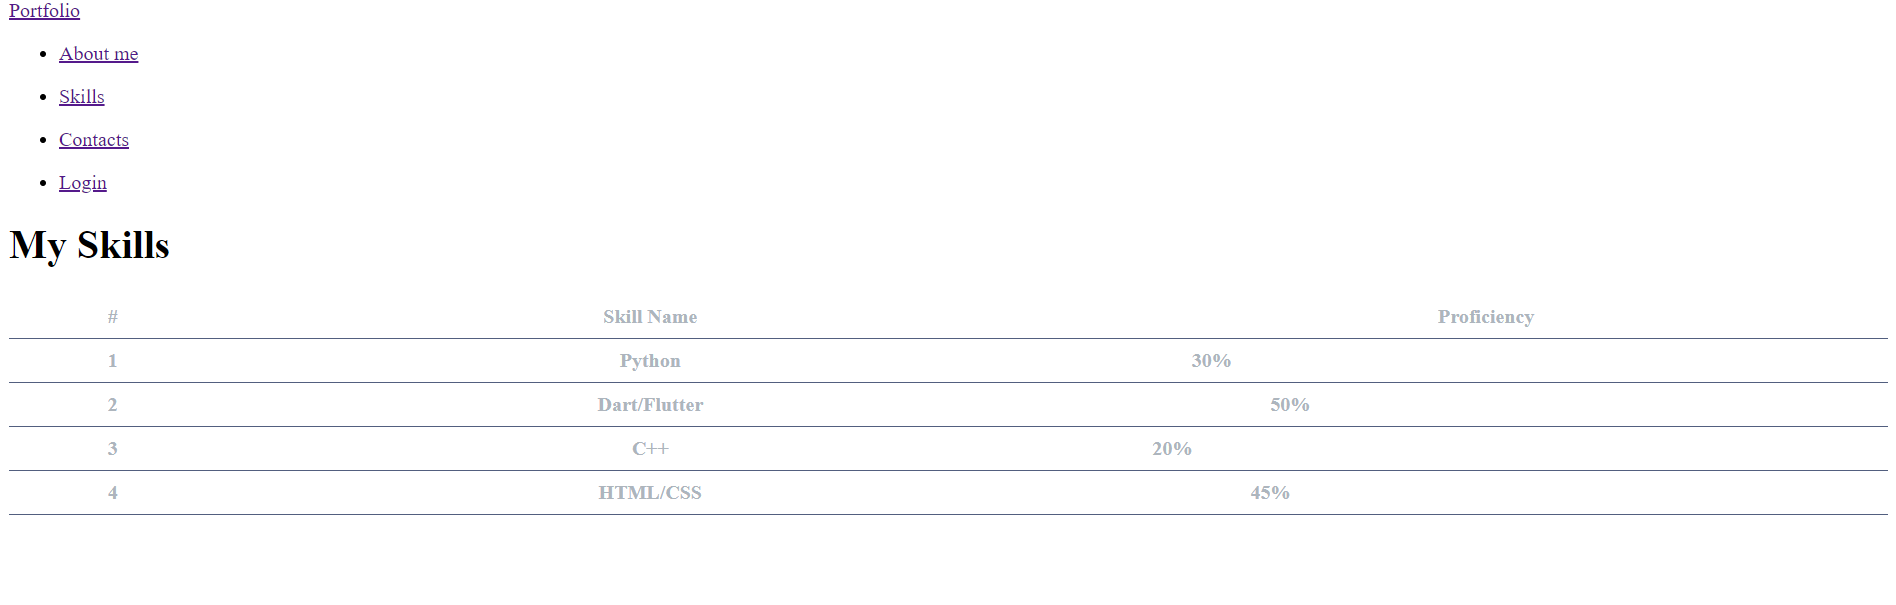 Portfolio
About me
Skills
Contacts
Login
My Skills
# Skill Name Proficiency
1 Python 30%
2 Dart/Flutter 50%
3 C++ 20%
4 HTML/CSS 45%